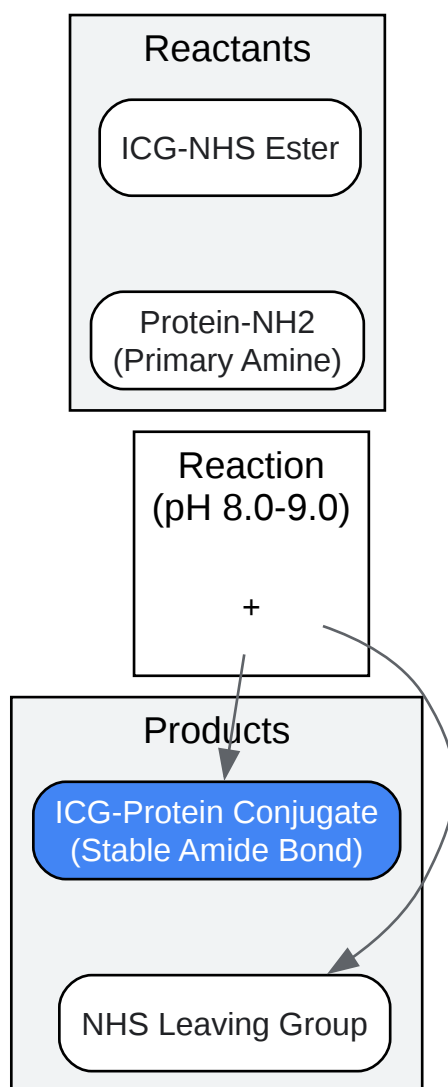 Reactants
ICG-NHS Ester
Protein-NH2
(Primary Amine)
Reaction
(pH 8.0-9.0)
+
Products
ICG-Protein Conjugate
(Stable Amide Bond)
NHS Leaving Group